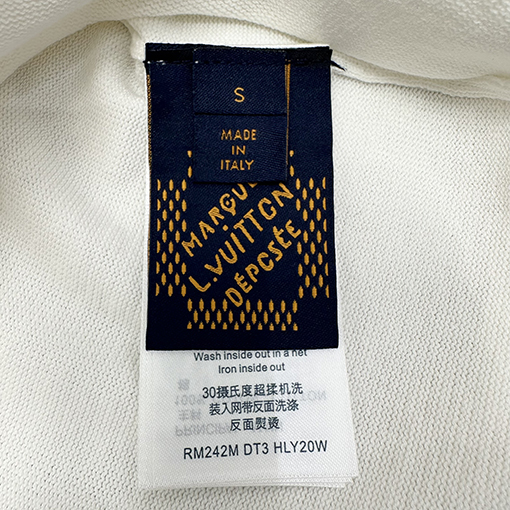 S
MADE
IN
ITALY
MARQUE
L.VUITTON
DÉPOSÉE
Wash inside out in a net
Iron inside out
30摄氏度超柔机洗
装入网带反面洗涤
反面熨烫
RM242M DT3 HLY20W